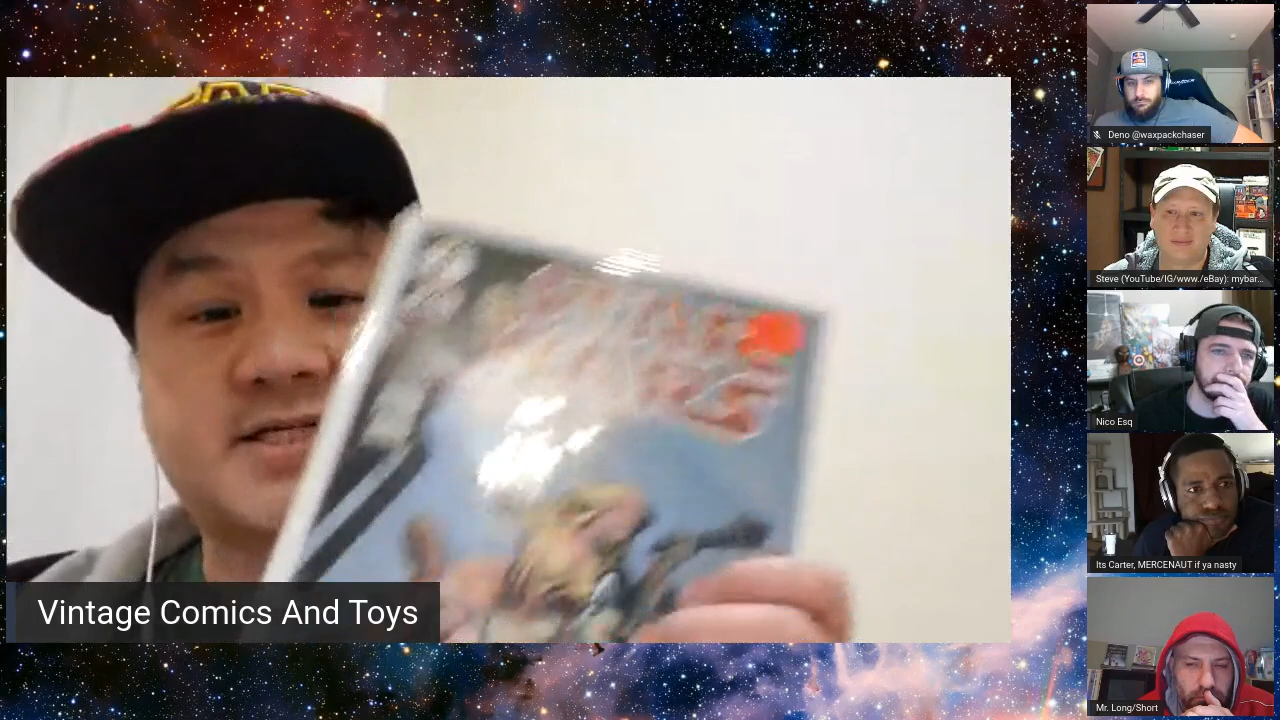 Vintage Comics And Toys
Deno @waxpackchaser
Steve (YouTube/IG/www./eBay): mybar...
Nico Esq
Its Carter, MERCENAUT if ya nasty
Mr. Long/Short